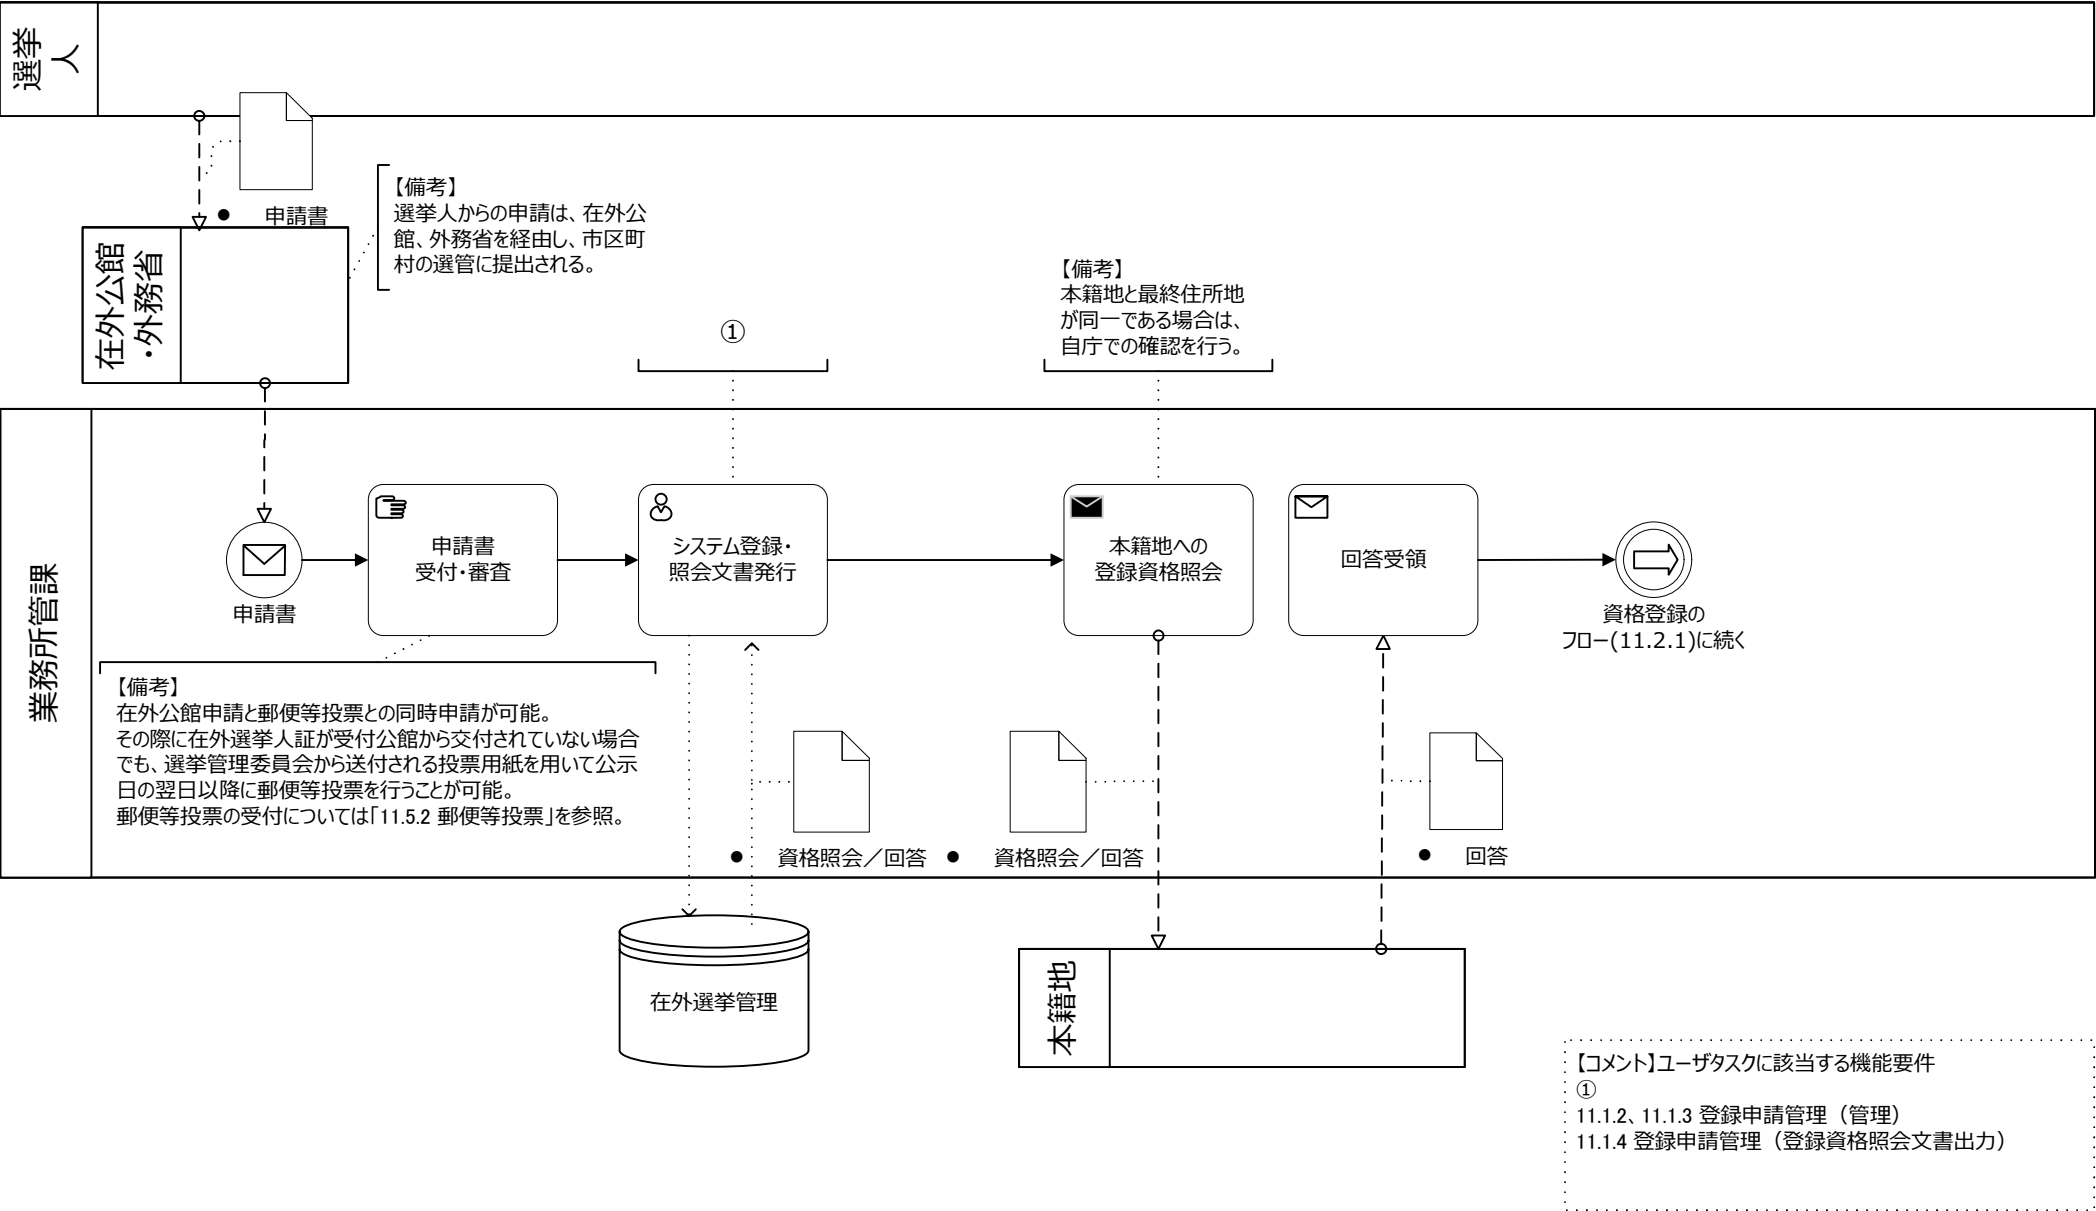 選挙
人
● 申請書
【備考】
選挙人からの申請は、在外公
館、外務省を経由し、市区町
村の選管に提出される。
在外公館
・外務省
【備考】
本籍地と最終住所地
が同一である場合は、
自庁での確認を行う。
①
業務所管課
申請書
申請書
受付・審査
システム登録・
照会文書発行
本籍地への
登録資格照会
回答受領
資格登録の
フロー(11.2.1)に続く
【備考】
在外公館申請と郵便等投票との同時申請が可能。
その際に在外選挙人証が受付公館から交付されていない場合
でも、選挙管理委員会から送付される投票用紙を用いて公示
日の翌日以降に郵便等投票を行うことが可能。
郵便等投票の受付については「11.5.2 郵便等投票」を参照。
● 資格照会／回答
● 資格照会／回答
● 回答
在外選挙管理
本籍地
【コメント】ユーザタスクに該当する機能要件
①
11.1.2、11.1.3 登録申請管理（管理）
11.1.4 登録申請管理（登録資格照会文書出力）